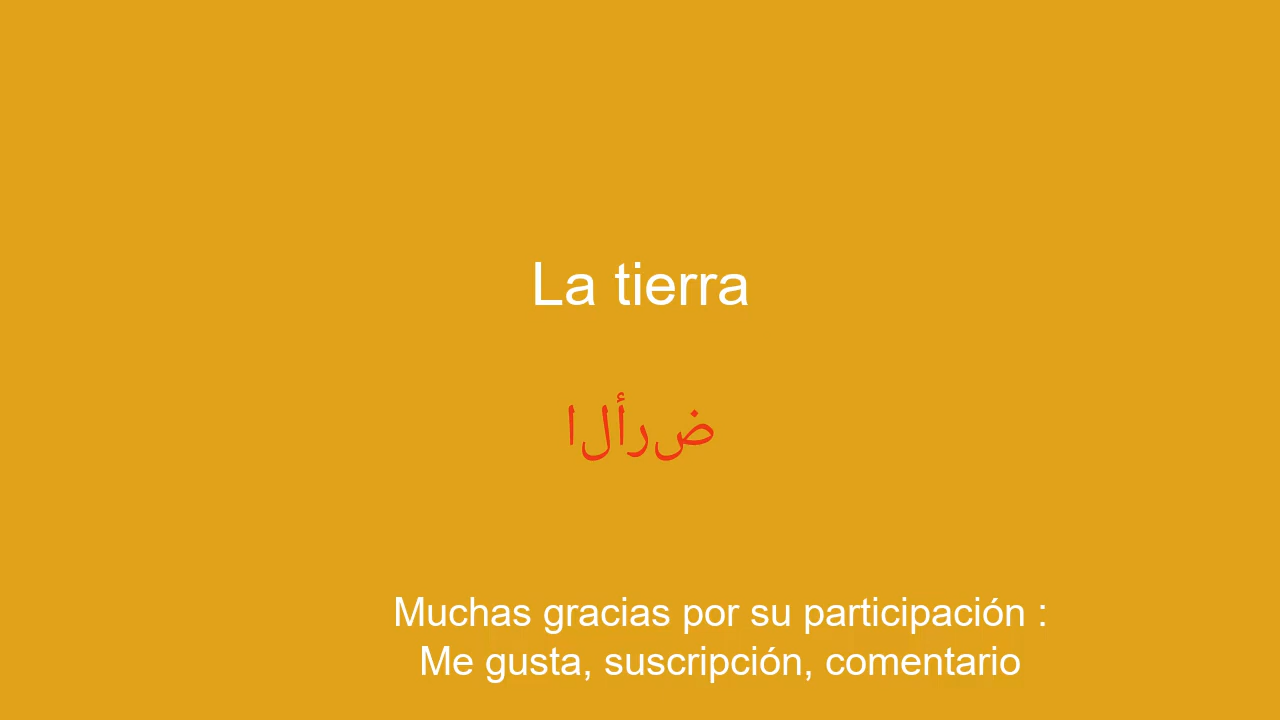 La tierra
الأرض
Muchas gracias por su participación :
Me gusta, suscripción, comentario